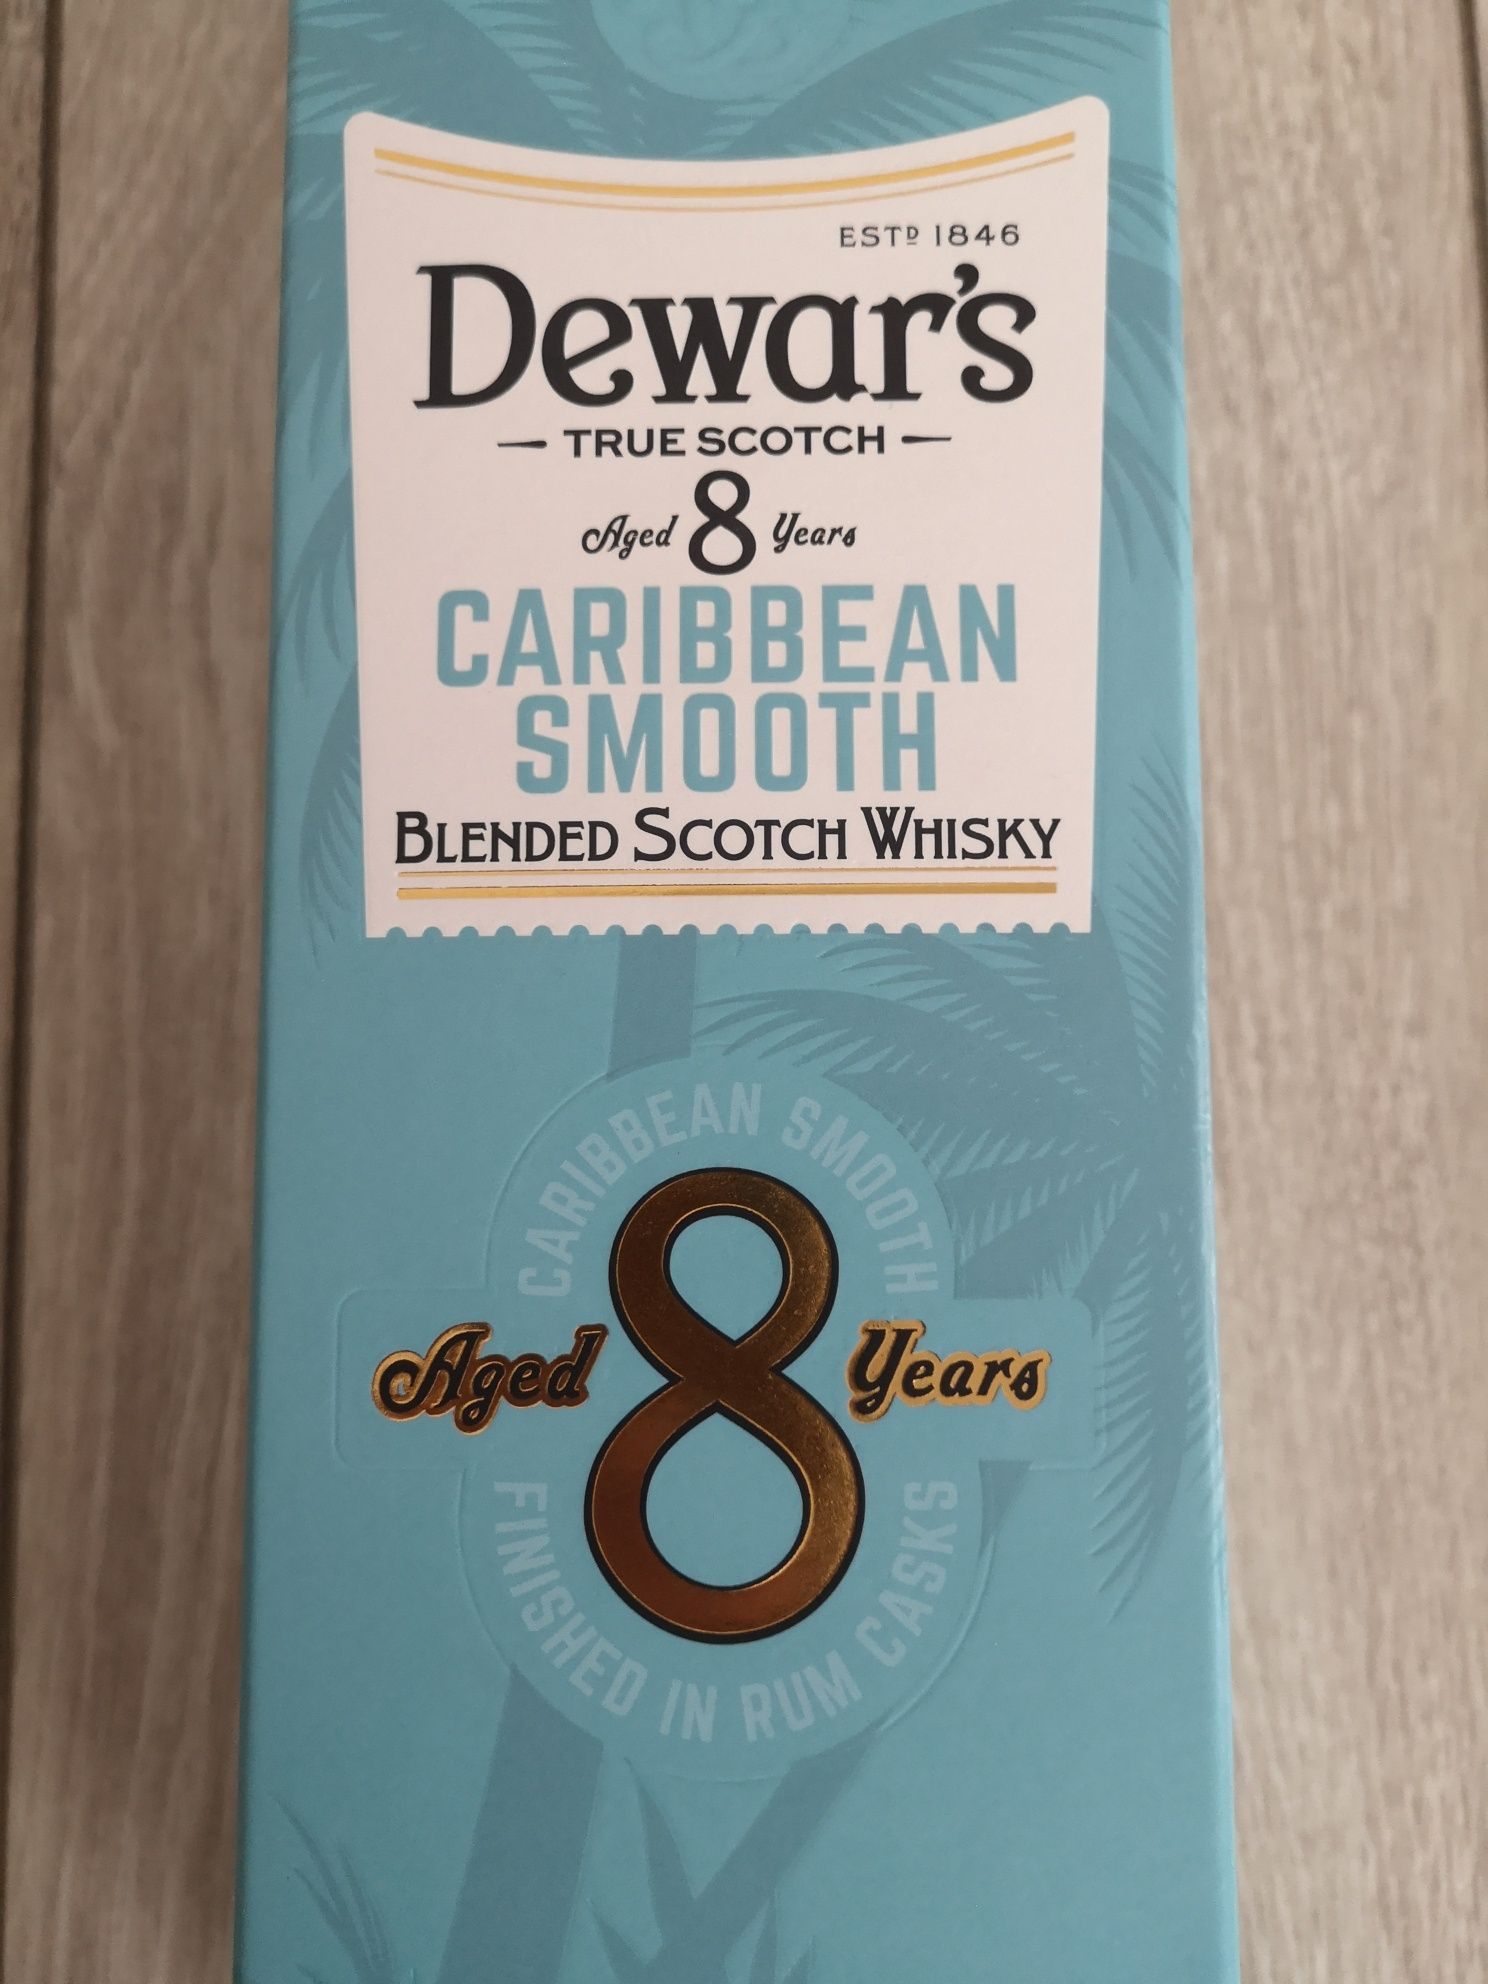 ESTD 1846
Dewar's
TRUE SCOTCH
Aged 8 Years
CARIBBEAN
SMOOTH
BLENDED SCOTCH WHISKY
CARIBBEAN SMOOTH
Aged 8 Years
FINISHED IN RUM CASKS